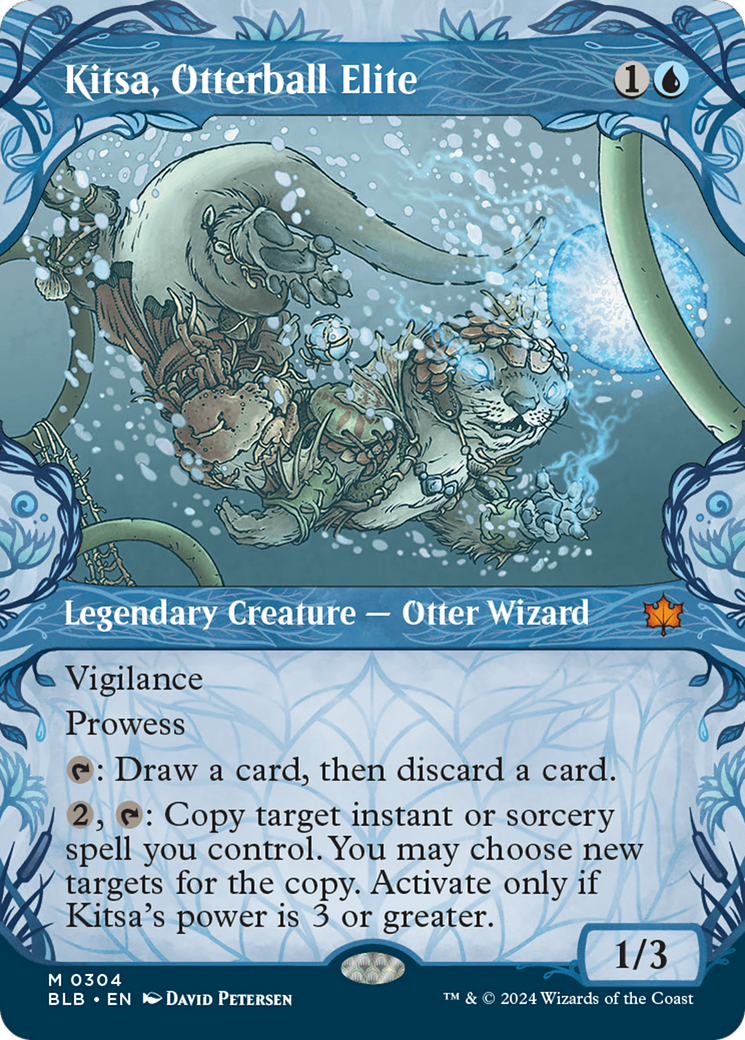 Kitsa, Otterball Elite 1
Legendary Creature — Otter Wizard
Vigilance
Prowess
: Draw a card, then discard a card.
2, : Copy target instant or sorcery
spell you control. You may choose new
targets for the copy. Activate only if
Kitsa's power is 3 or greater.
1/3
M 0304
BLB • EN DAVID PETERSEN
™ & © 2024 Wizards of the Coast